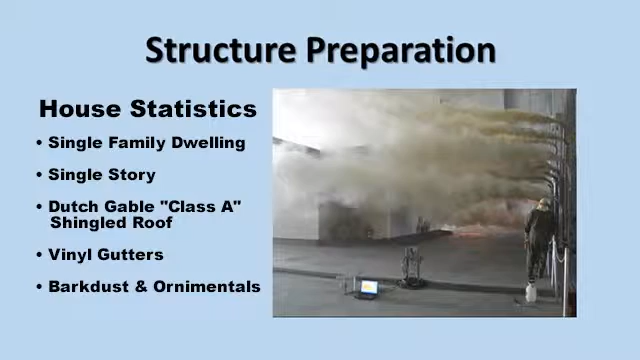 Structure Preparation
House Statistics
• Single Family Dwelling
• Single Story
• Dutch Gable "Class A"
Shingled Roof
• Vinyl Gutters
• Barkdust & Ornimentals